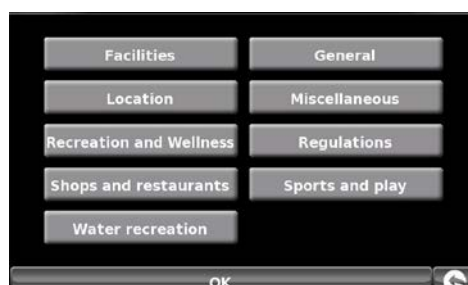 Facilities
General
Location
Miscellaneous
Recreation and Wellness
Regulations
Shops and restaurants
Sports and play
Water recreation
OK